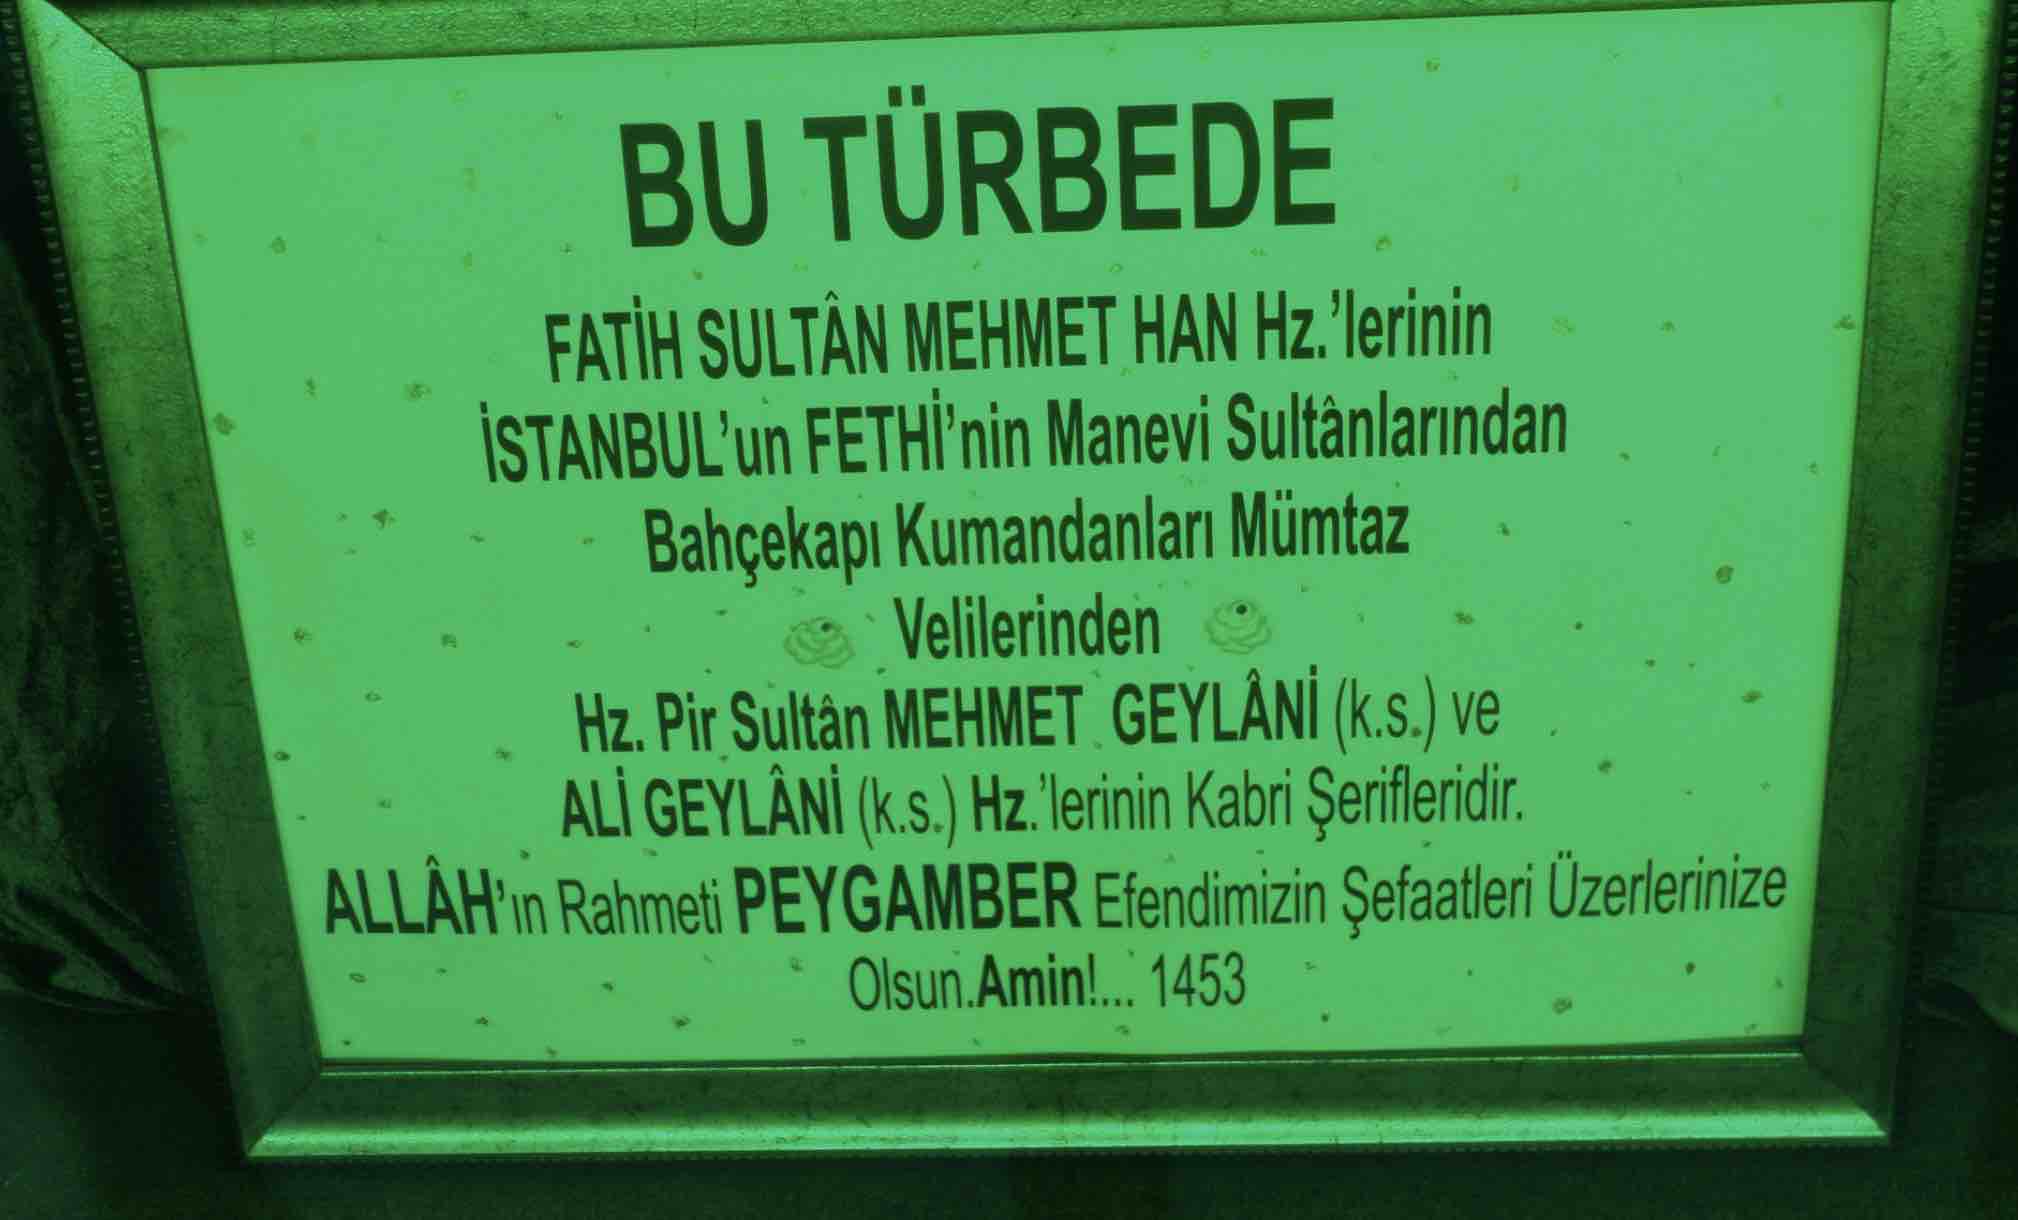 BU TÜRBEDE
FATİH SULTÂN MEHMET HAN Hz.'lerinin
İSTANBUL'un FETHİ'nin Manevi Sultânlarından
Bahçekapı Kumandanları Mümtaz
Velilerinden
Hz. Pir Sultân MEHMET GEYLÂNİ (k.s.) ve
ALİ GEYLÂNİ (k.s.) Hz.'lerinin Kabri Şerifleridir.
ALLÂH'ın Rahmeti PEYGAMBER Efendimizin Şefaatleri Üzerlerinize
Olsun.Amin!... 1453